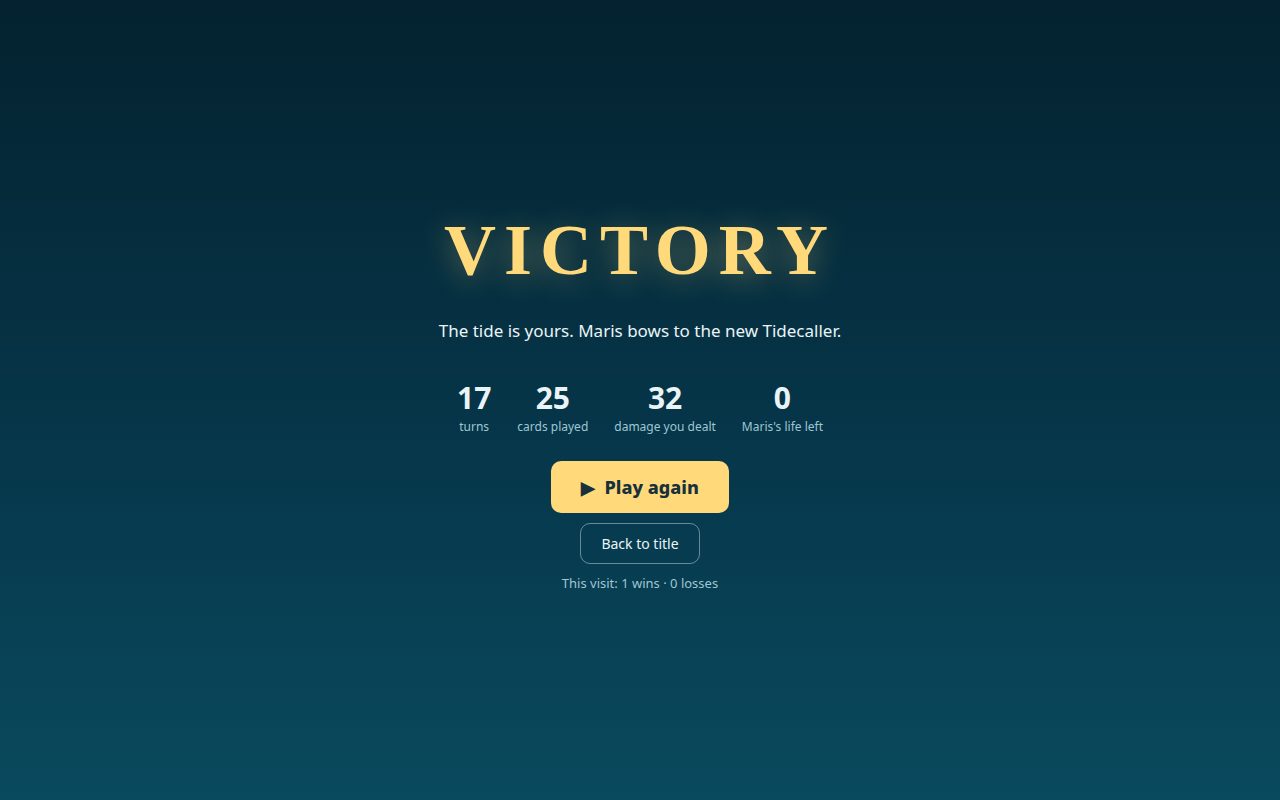 VICTORY
The tide is yours. Maris bows to the new Tidecaller.
17 25 32 0
turns cards played damage you dealt Maris's life left
▶ Play again
Back to title
This visit: 1 wins · 0 losses